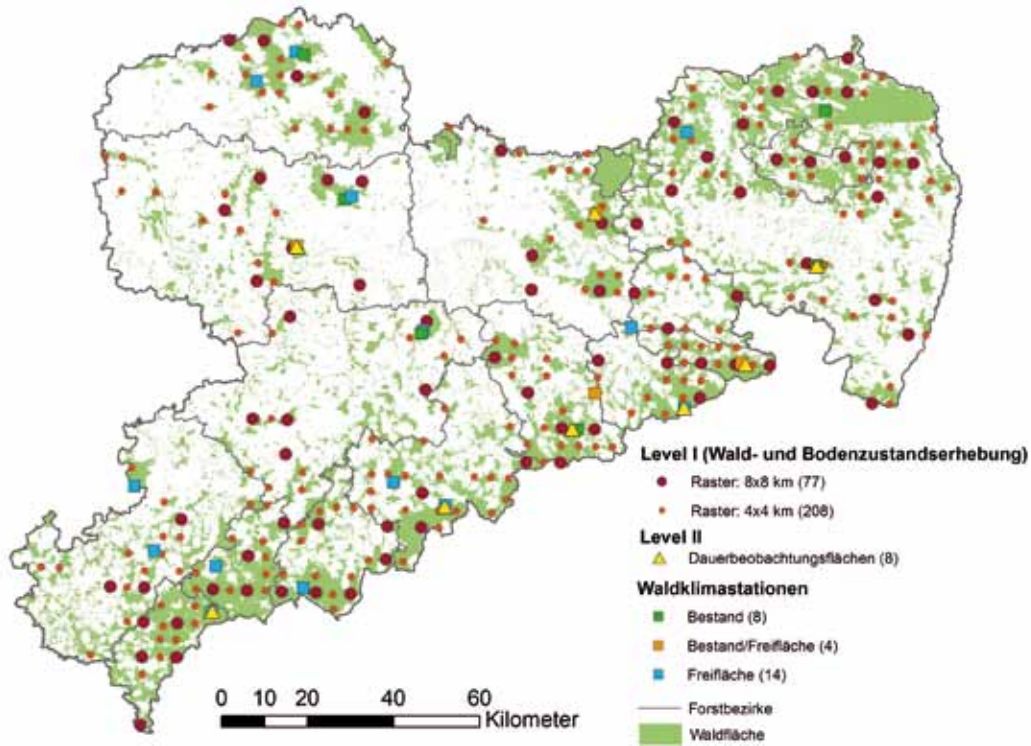 Level I (Wald- und Bodenzustandserhebung)
Raster: 8x8 km (77)
Raster: 4x4 km (208)
Level II
Dauerbeobachtungsflächen (8)
Waldklimastationen
Bestand (8)
Bestand/Freifläche (4)
Freifläche (14)
Forstbezirke
Waldfläche
0 10 20 40 60
Kilometer